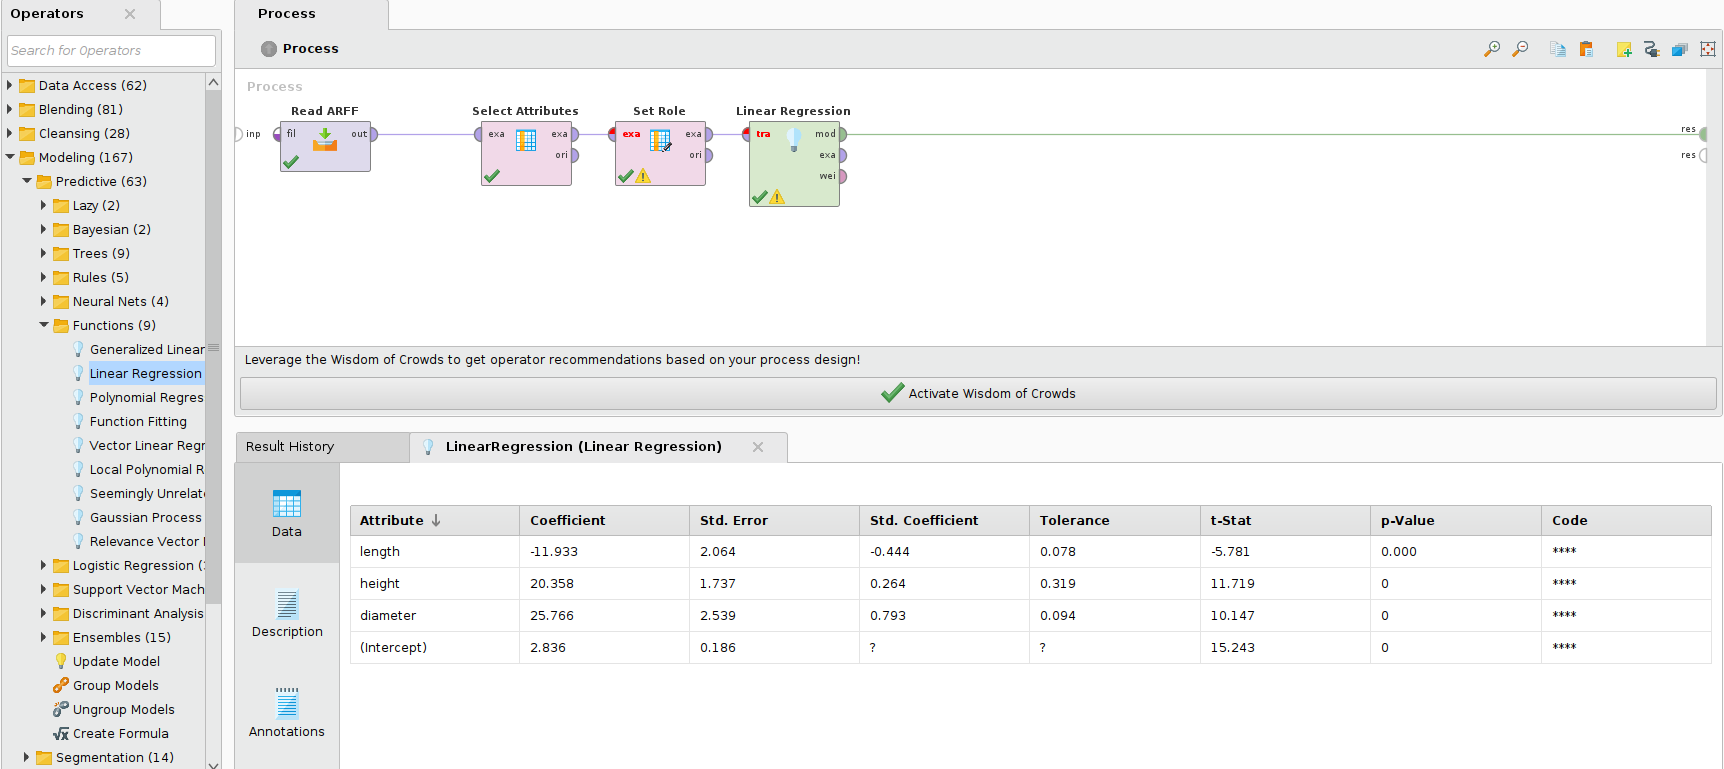 Operators
Search for Operators
Data Access (62)
Blending (81)
Cleansing (28)
Modeling (167)
Predictive (63)
Lazy (2)
Bayesian (2)
Trees (9)
Rules (5)
Neural Nets (4)
Functions (9)
Generalized Linear
Linear Regression
Polynomial Regres
Function Fitting
Vector Linear Regr
Local Polynomial R
Seemingly Unrelat
Gaussian Process
Relevance Vector
Logistic Regression (
Support Vector Mach
Discriminant Analysis
Ensembles (15)
Update Model
Group Models
Ungroup Models
Create Formula
Segmentation (14)
Process
Process
Process
Read ARFF Select Attributes Set Role Linear Regression
inp fil out exa exa exa exa tra mod res
ori ori exa res
wei
Leverage the Wisdom of Crowds to get operator recommendations based on your process design!
Activate Wisdom of Crowds
Result History LinearRegression (Linear Regression)
Data
Description
Annotations
Attribute Coefficient Std. Error Std. Coefficient Tolerance t-Stat p-Value Code
length -11.933 2.064 -0.444 0.078 -5.781 0.000 ****
height 20.358 1.737 0.264 0.319 11.719 0 ****
diameter 25.766 2.539 0.793 0.094 10.147 0 ****
(Intercept) 2.836 0.186 ? ? 15.243 0 ****